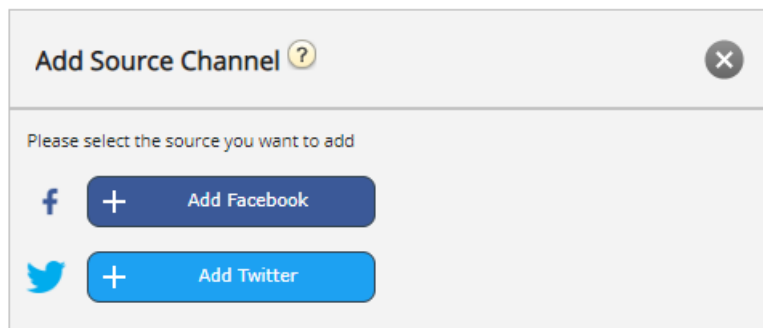 Add Source Channel ?
Please select the source you want to add
Add Facebook
Add Twitter